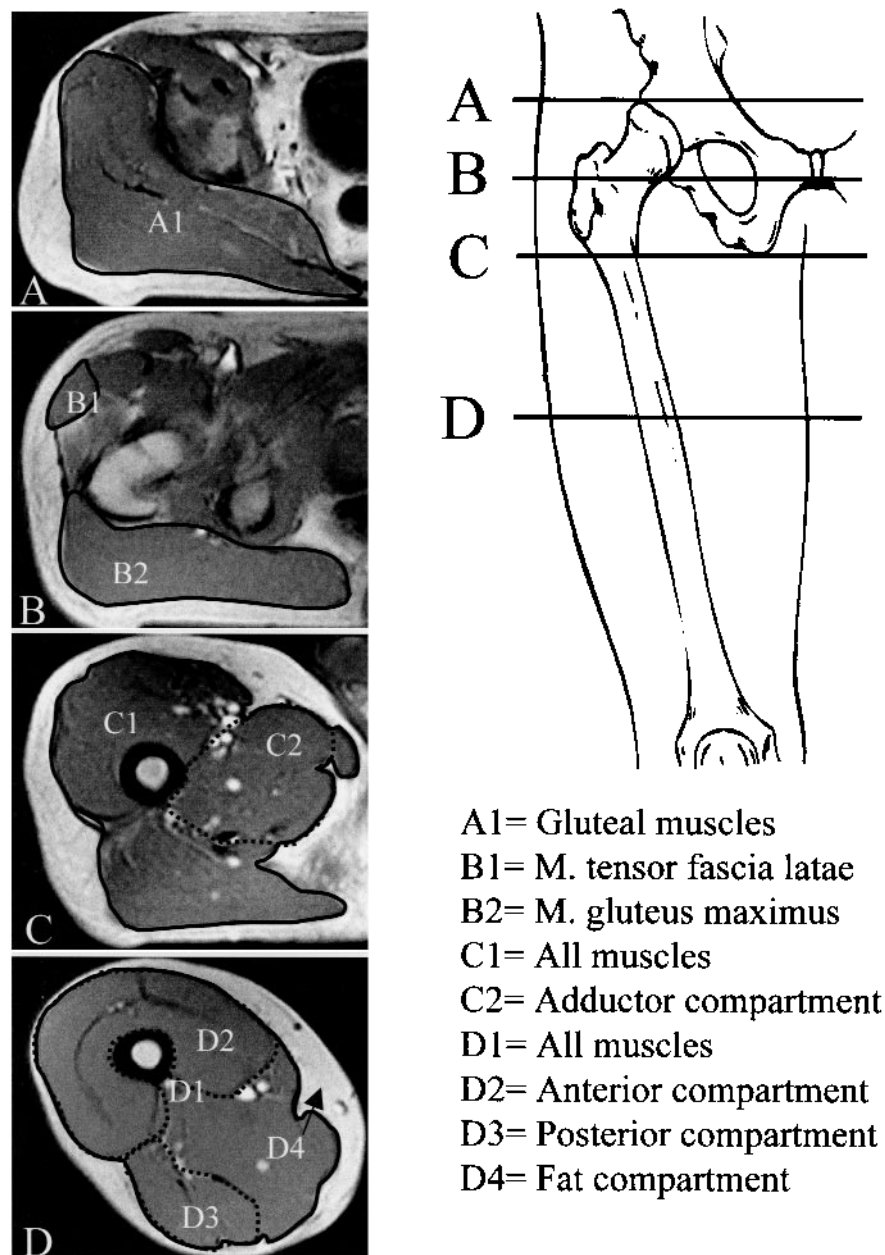 A1
A
B1
B2
B
C1
C2
C
D2
D1
D4
D3
D
A
B
C
D
A1= Gluteal muscles
B1= M. tensor fascia latae
B2= M. gluteus maximus
C1= All muscles
C2= Adductor compartment
D1= All muscles
D2= Anterior compartment
D3= Posterior compartment
D4= Fat compartment